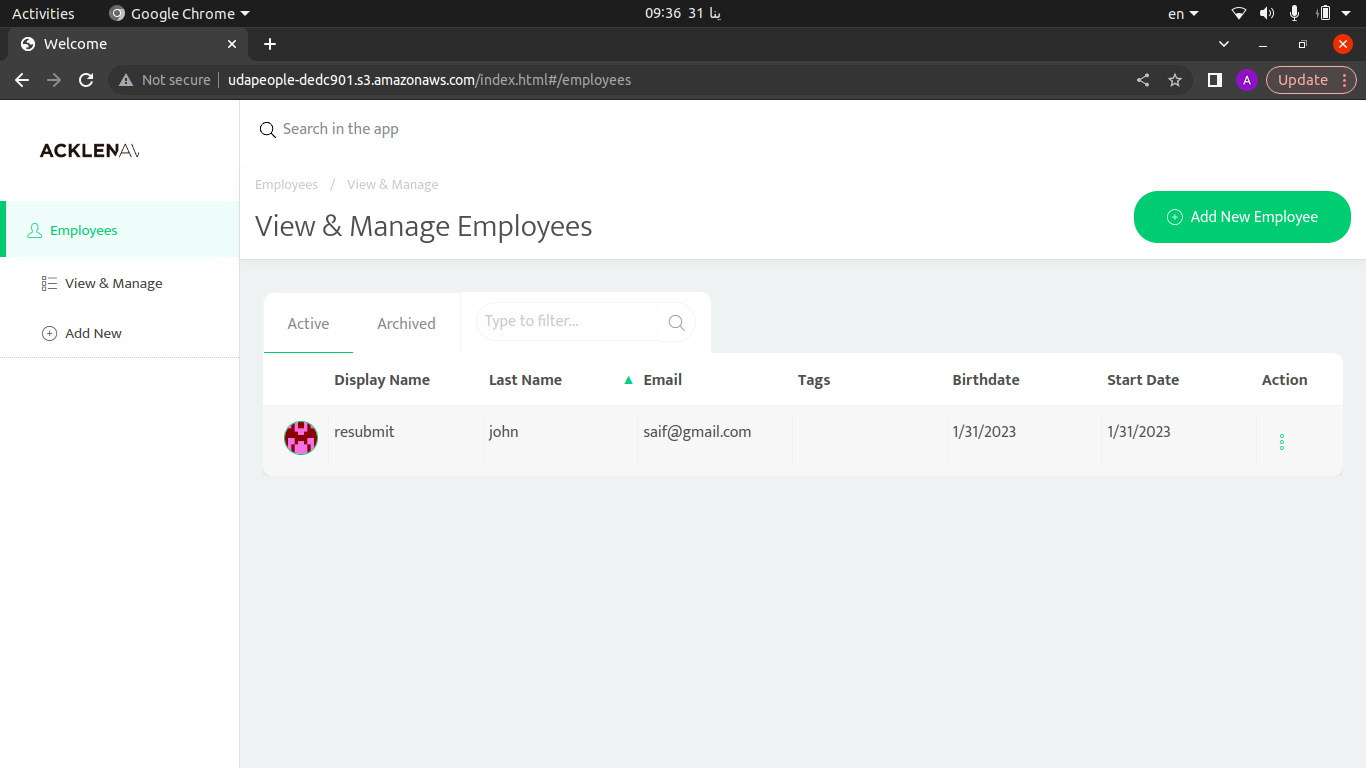 Activities Google Chrome 09:36 31 ينا en
Welcome
Not secure udapeople-dedc901.s3.amazonaws.com/index.html#/employees A Update
ACKLENAV
Search in the app
Employees / View & Manage
View & Manage Employees
Add New Employee
Employees
View & Manage
Add New
Active Archived Type to filter...
Display Name Last Name Email Tags Birthdate Start Date Action
resubmit john saif@gmail.com 1/31/2023 1/31/2023